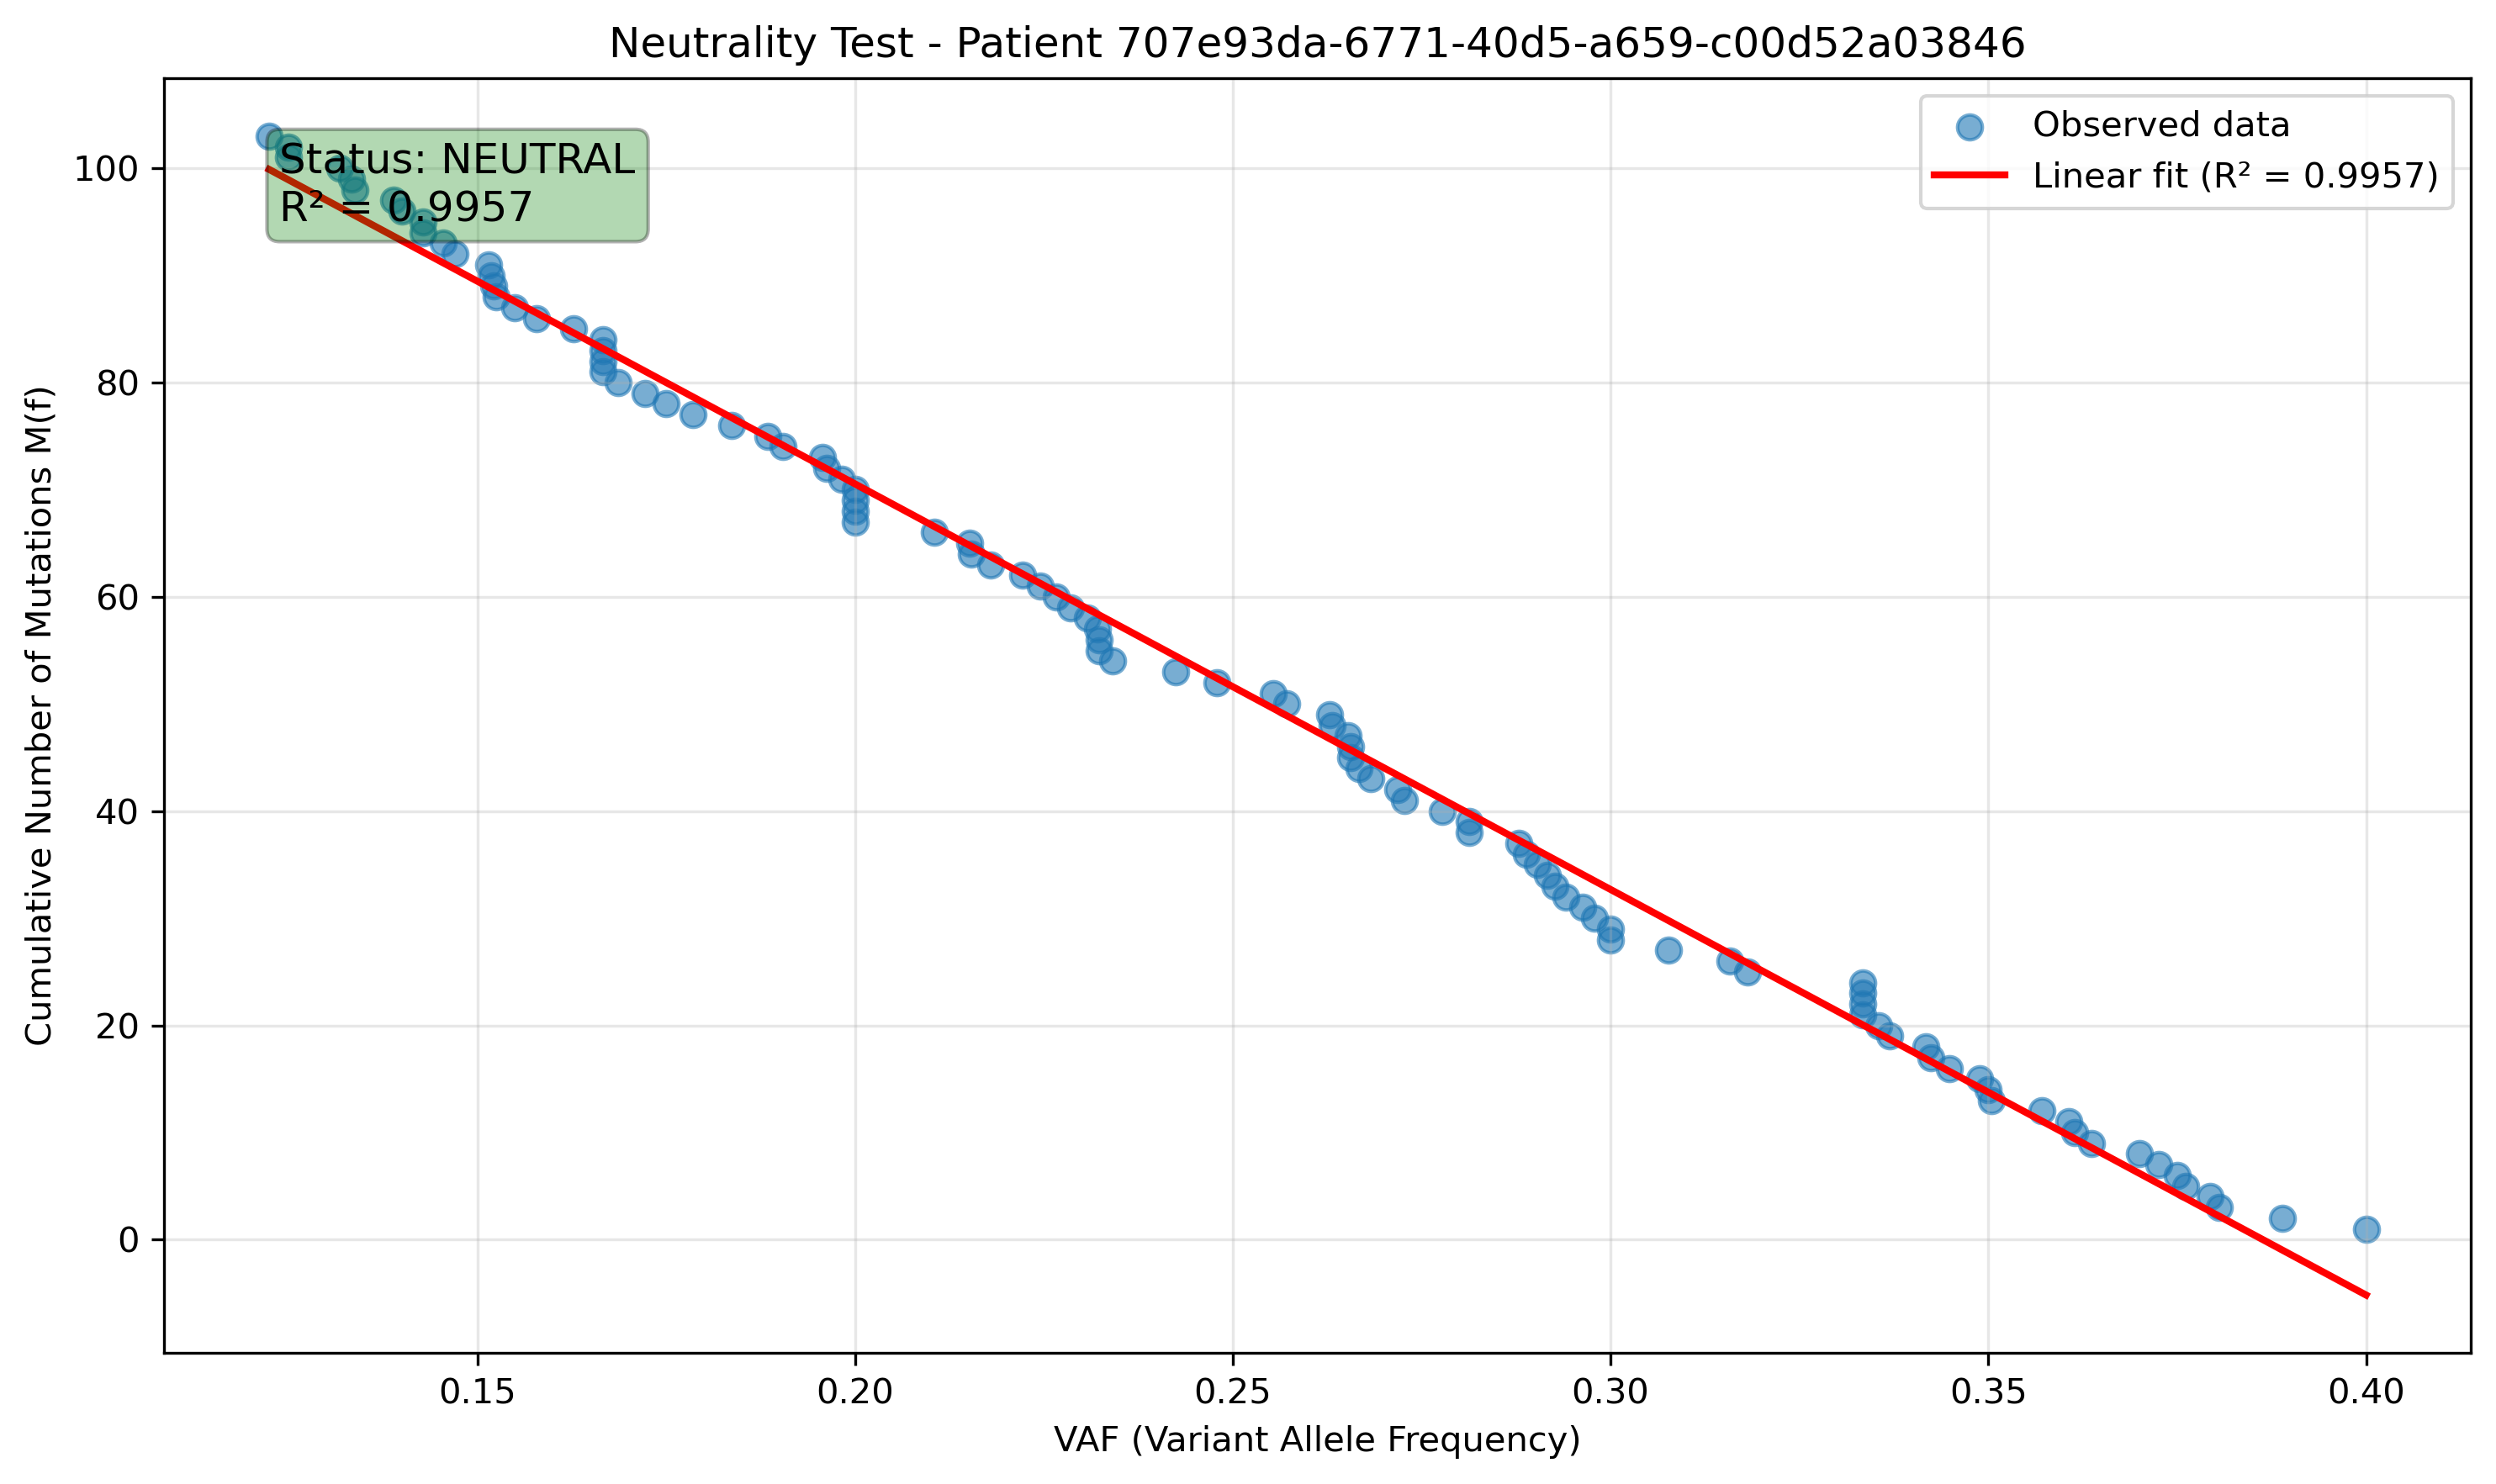 Neutrality Test - Patient 707e93da-6771-40d5-a659-c00d52a03846
Status: NEUTRAL
R² = 0.9957
Observed data
Linear fit (R² = 0.9957)
Cumulative Number of Mutations M(f)
100
80
60
40
20
0
0.15
0.20
0.25
0.30
0.35
0.40
VAF (Variant Allele Frequency)